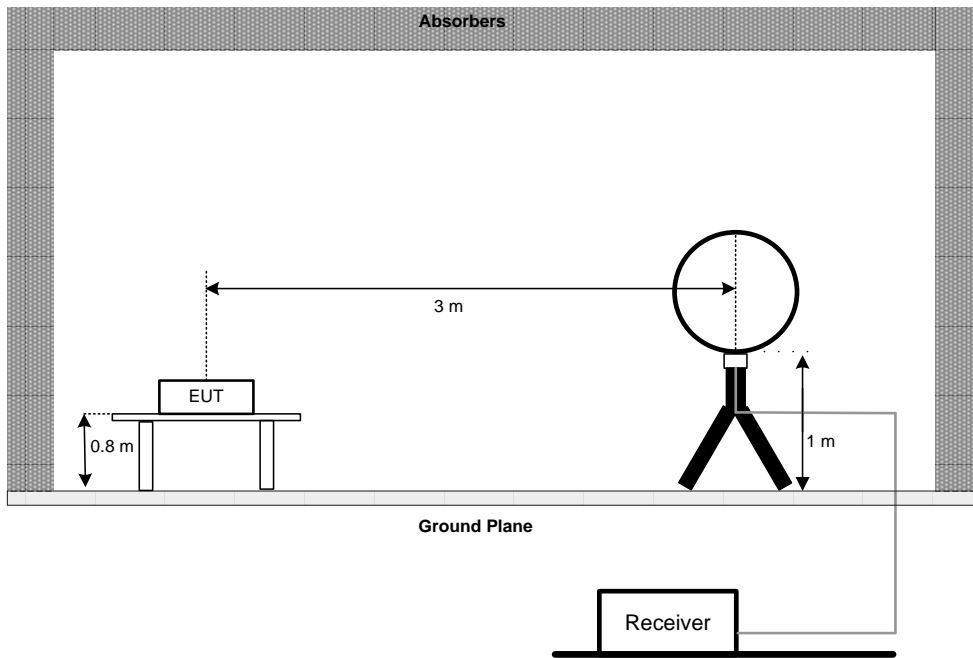 Absorbers
3 m
EUT
0.8 m
1 m
Ground Plane
Receiver